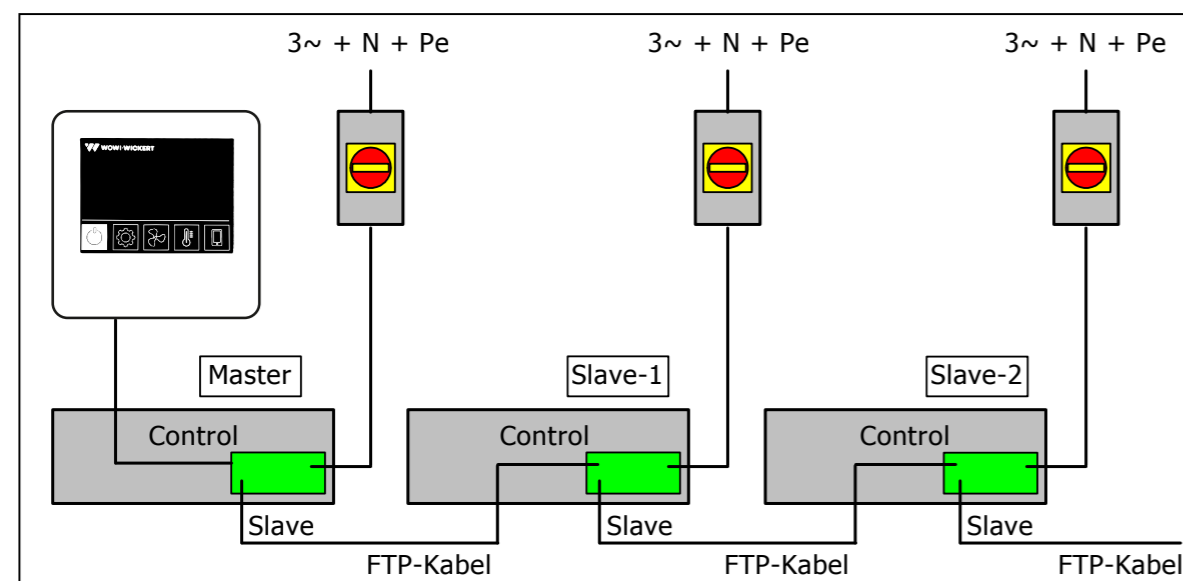 3~ + N + Pe
3~ + N + Pe
3~ + N + Pe
WOWI·WICKERT
Master
Slave-1
Slave-2
Control
Control
Control
Slave
Slave
Slave
FTP-Kabel
FTP-Kabel
FTP-Kabel